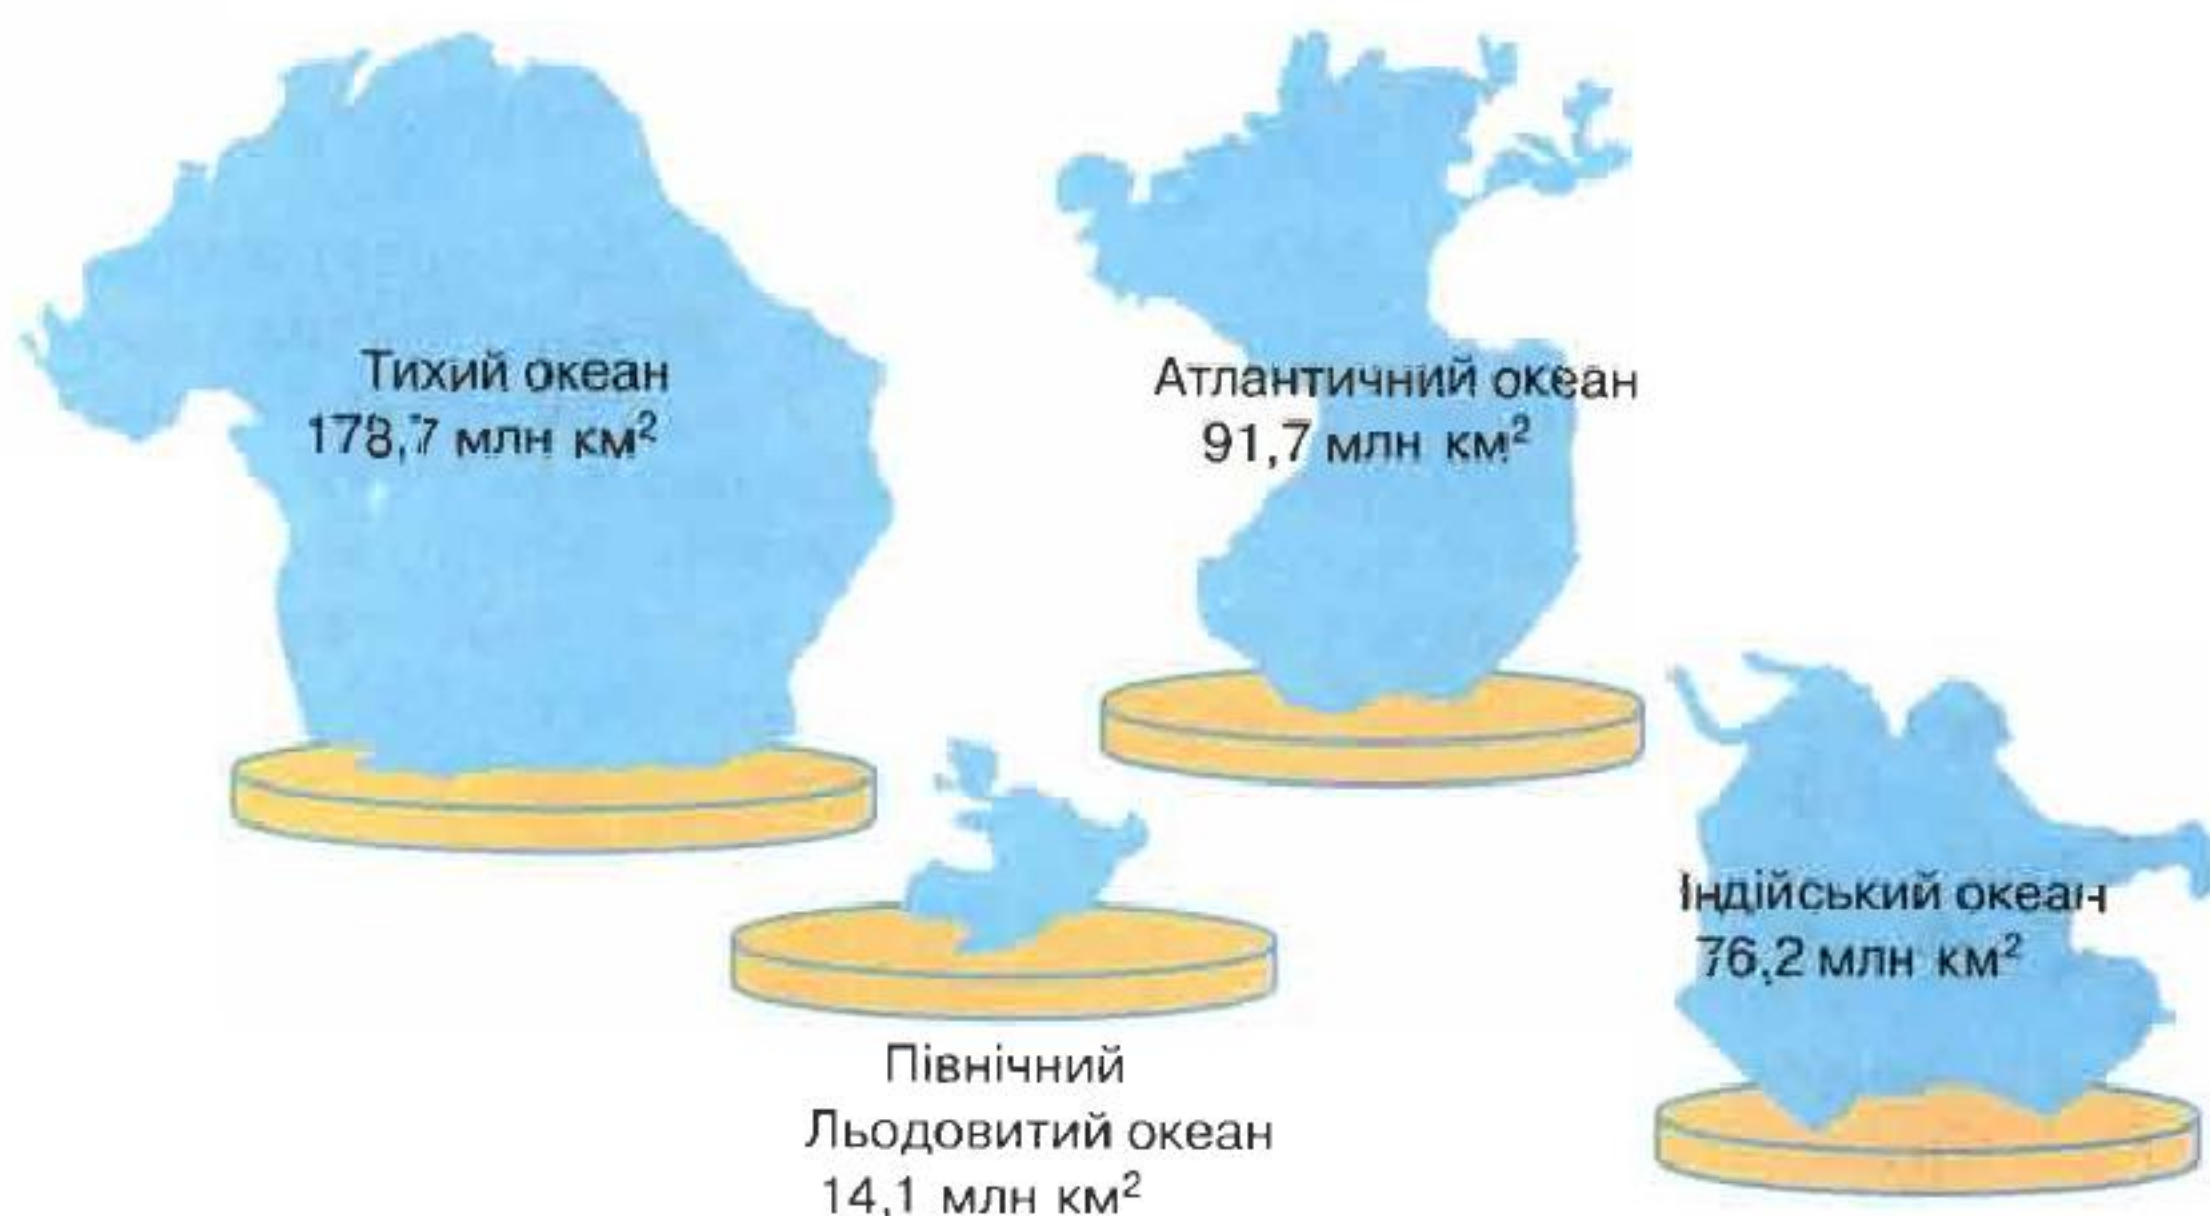 Тихий океан
178,7 млн км²
Атлантичний океан
91,7 млн км²
Індійський океан
76,2 млн км²
Північний
Льодовитий океан
14,1 млн км²